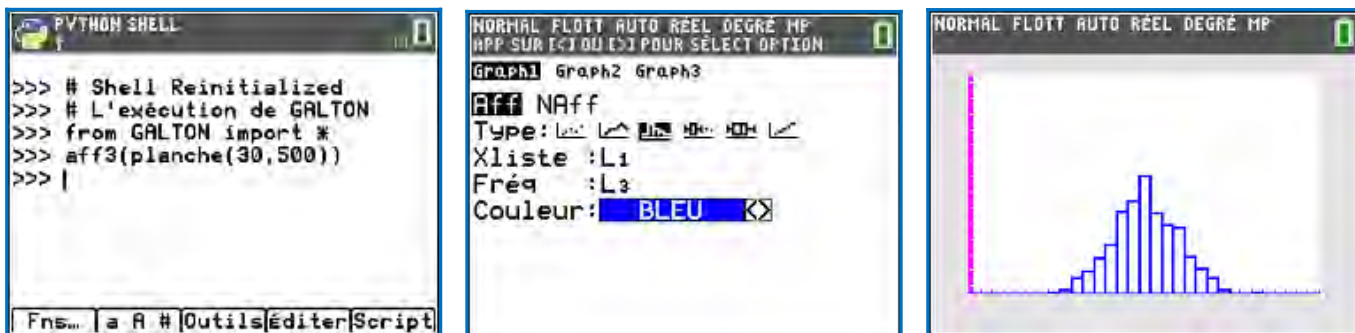 PYTHON SHELL
>>> # Shell Reinitialized
>>> # L'exécution de GALTON
>>> from GALTON import *
>>> aff3(planche(30,500))
>>> |
Fns… a A # Outils Éditer Script
NORMAL FLOTT AUTO RÉEL DEGRÉ MP
APP SUR [<] OU [>] POUR SÉLECT OPTION
Graph1 Graph2 Graph3
Aff NAff
Type:
Xliste :L1
Fréq :L3
Couleur: BLEU <>
NORMAL FLOTT AUTO RÉEL DEGRÉ MP